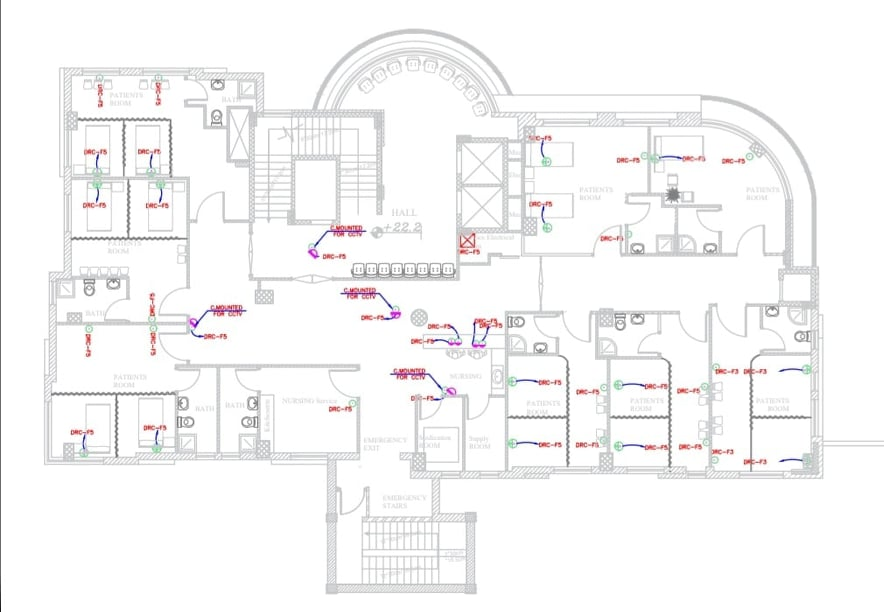 PATIENTS
ROOM
BATH
DRC-F5
DRC-F5
DRC-F5
DRC-F5
DRC-F5
DRC-F5
DRC-F5
DRC-F5
DRC-F5
DRC-F5
PATIENTS
ROOM
PATIENTS
ROOM
HALL
+22.2
C.MOUNTED
FOR CCTV
DRC-F5
DRC-F5
PATIENTS
ROOM
BATH
DRC-F5
DRC-F5
DRC-F5
C.MOUNTED
FOR CCTV
DRC-F5
C.MOUNTED
FOR CCTV
DRC-F5
DRC-F5
DRC-F5
DRC-F5
DRC-F5
C.MOUNTED
FOR CCTV
NURSING
PATIENTS
ROOM
DRC-F5
DRC-F5
BATH
BATH
NURSING Service
DRC-F5
EMERGENCY
EXIT
ROOM
Supply
ROOM
DRC-F5
DRC-F5
DRC-F5
DRC-F5
DRC-F3
DRC-F3
PATIENTS
ROOM
PATIENTS
ROOM
PATIENTS
ROOM
DRC-F5
DRC-F5
DRC-F5
DRC-F5
DRC-F3
DRC-F3
EMERGENCY
STAIRS